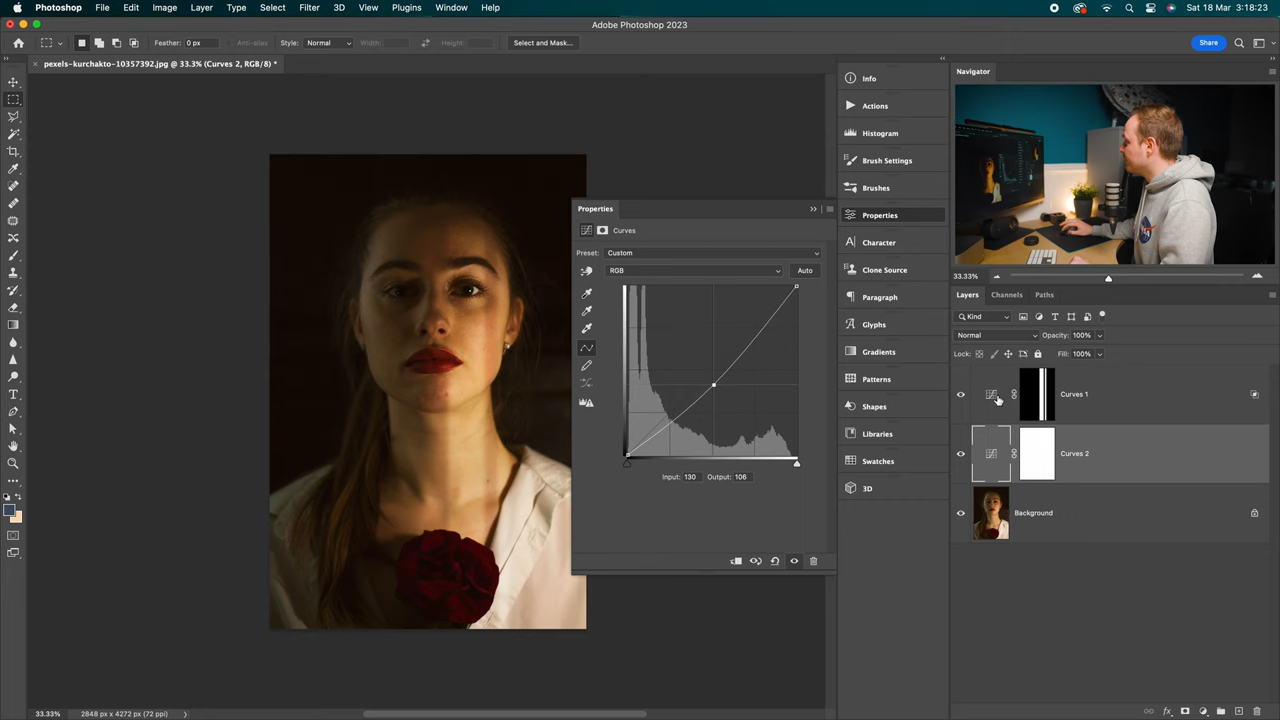 Photoshop File Edit Image Layer Type Select Filter 3D View Plugins Window Help Sat 18 Mar 3:18:23
Adobe Photoshop 2023
Feather: 0 px Anti-alias Style: Normal Width: Height: Select and Mask... Share
pexels-kurchakto-10357392.jpg @ 33.3% (Curves 2, RGB/8) *
Info
Actions
Histogram
Brush Settings
Brushes
Properties
Character
Clone Source
Paragraph
Glyphs
Gradients
Patterns
Shapes
Libraries
Swatches
3D
Properties
Curves
Preset: Custom
RGB Auto
Input: 130 Output: 106
Navigator
33.33%
Layers Channels Paths
Kind
Normal Opacity: 100%
Lock: Fill: 100%
Curves 1
Curves 2
Background
33.33% 2848 px x 4272 px (72 ppi)